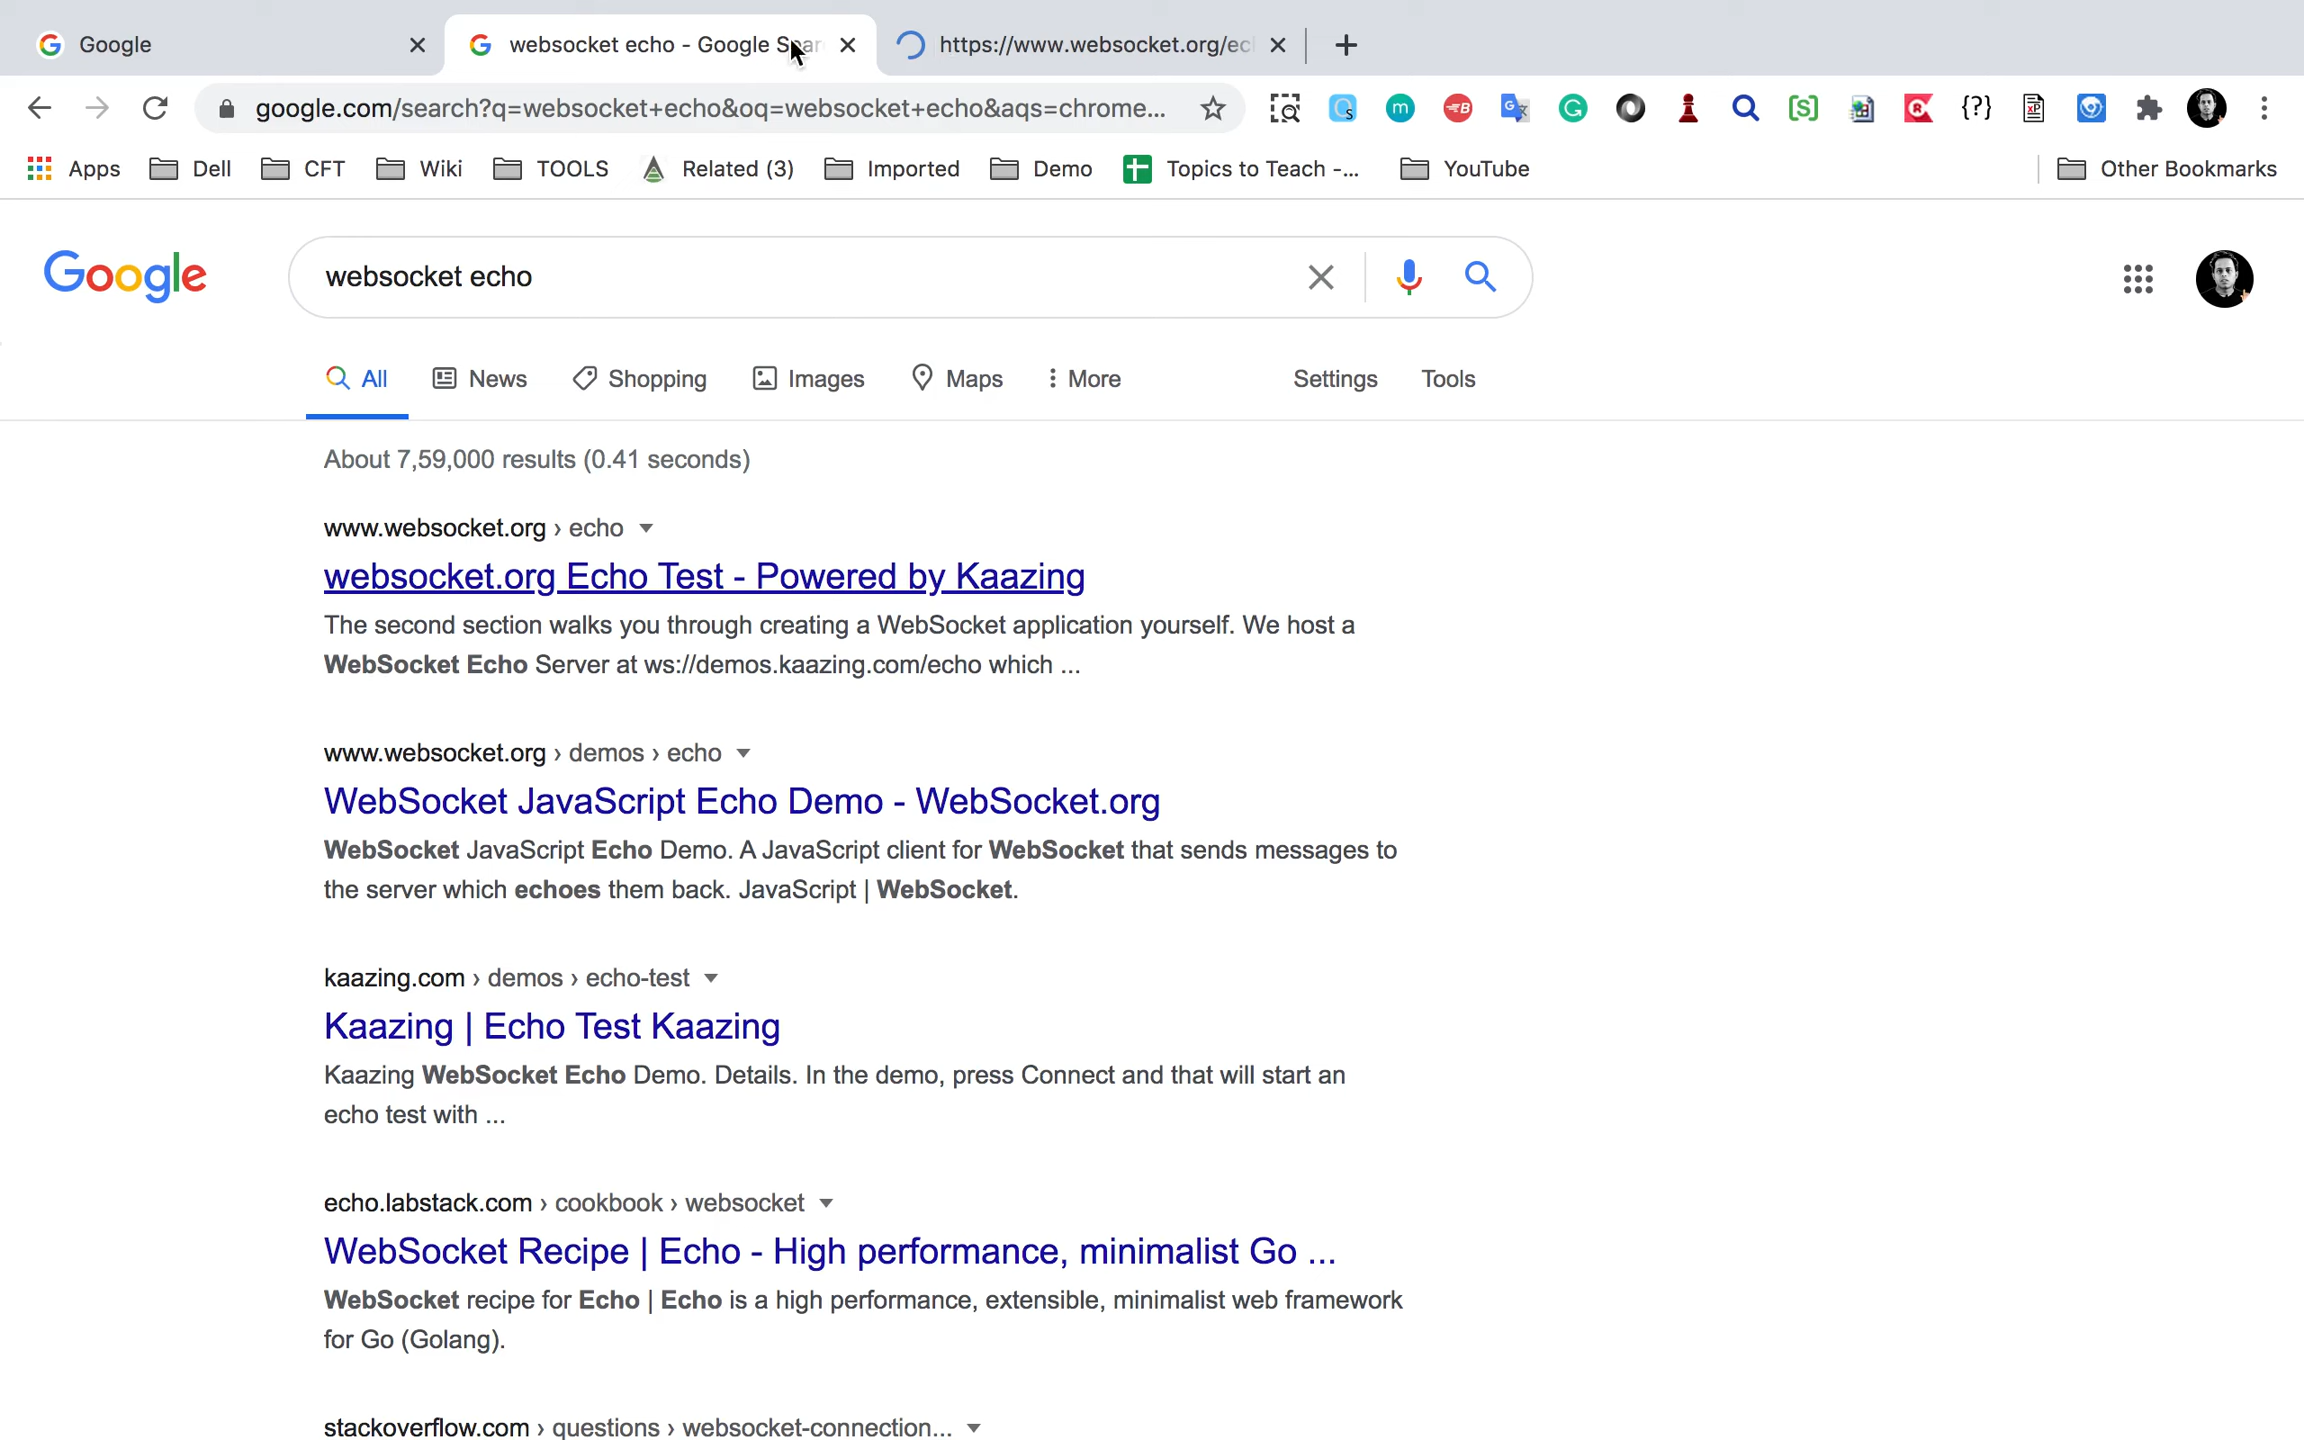 Google
websocket echo - Google Sear
https://www.websocket.org/ec
google.com/search?q=websocket+echo&oq=websocket+echo&aqs=chrome...
Apps
Dell
CFT
Wiki
TOOLS
Related (3)
Imported
Demo
Topics to Teach -...
YouTube
Other Bookmarks
Google
websocket echo
All
News
Shopping
Images
Maps
More
Settings
Tools
About 7,59,000 results (0.41 seconds)
www.websocket.org › echo
websocket.org Echo Test - Powered by Kaazing
The second section walks you through creating a WebSocket application yourself. We host a
WebSocket Echo Server at ws://demos.kaazing.com/echo which ...
www.websocket.org › demos › echo
WebSocket JavaScript Echo Demo - WebSocket.org
WebSocket JavaScript Echo Demo. A JavaScript client for WebSocket that sends messages to
the server which echoes them back. JavaScript | WebSocket.
kaazing.com › demos › echo-test
Kaazing | Echo Test Kaazing
Kaazing WebSocket Echo Demo. Details. In the demo, press Connect and that will start an
echo test with ...
echo.labstack.com › cookbook › websocket
WebSocket Recipe | Echo - High performance, minimalist Go ...
WebSocket recipe for Echo | Echo is a high performance, extensible, minimalist web framework
for Go (Golang).
stackoverflow.com › questions › websocket-connection...